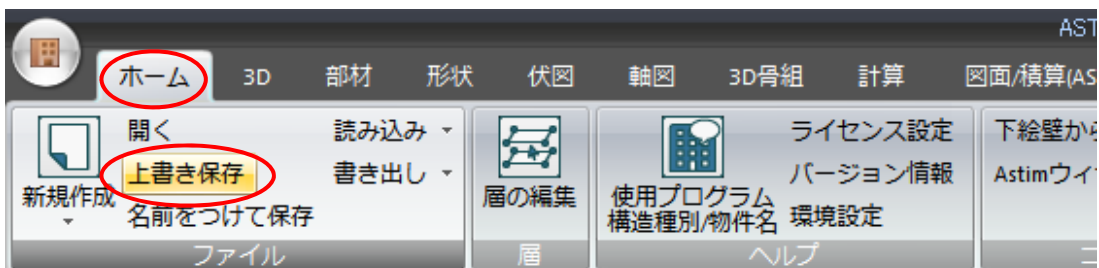 AST
ホーム 3D 部材 形状 伏図 軸図 3D骨組 計算 図面/積算(AS
開く 読み込み ライセンス設定 下絵壁か
上書き保存 書き出し バージョン情報 Astimウィ
新規作成 層の編集 使用プログラム
名前をつけて保存 構造種別/物件名 環境設定
ファイル 層 ヘルプ